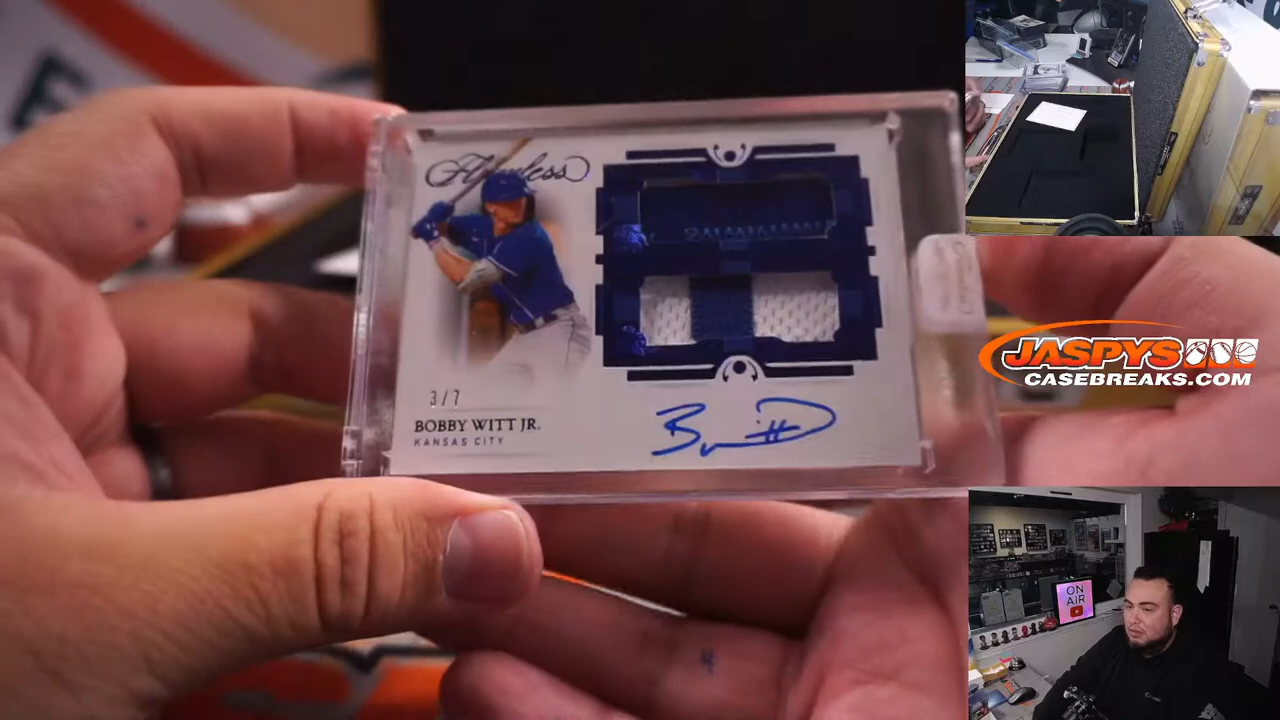 Flawless
3/7
BOBBY WITT JR.
KANSAS CITY
JASPYS
CASEBREAKS.COM
ON
AIR